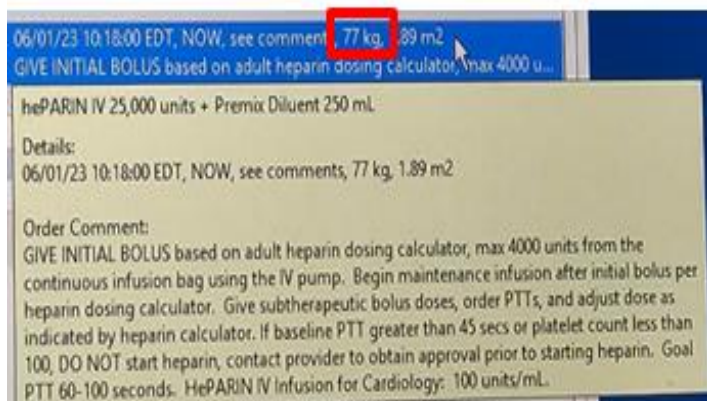 06/01/23 10:18:00 EDT, NOW, see comments, 77 kg, 1.89 m2
GIVE INITIAL BOLUS based on adult heparin dosing calculator, max 4000 u...
hePARIN IV 25,000 units + Premix Diluent 250 mL
Details:
06/01/23 10:18:00 EDT, NOW, see comments, 77 kg, 1.89 m2
Order Comment:
GIVE INITIAL BOLUS based on adult heparin dosing calculator, max 4000 units from the
continuous infusion bag using the IV pump. Begin maintenance infusion after initial bolus per
heparin dosing calculator. Give subtherapeutic bolus doses, order PTTs, and adjust dose as
indicated by heparin calculator. If baseline PTT greater than 45 secs or platelet count less than
100, DO NOT start heparin, contact provider to obtain approval prior to starting heparin. Goal
PTT 60-100 seconds. HePARIN IV Infusion for Cardiology: 100 units/mL.